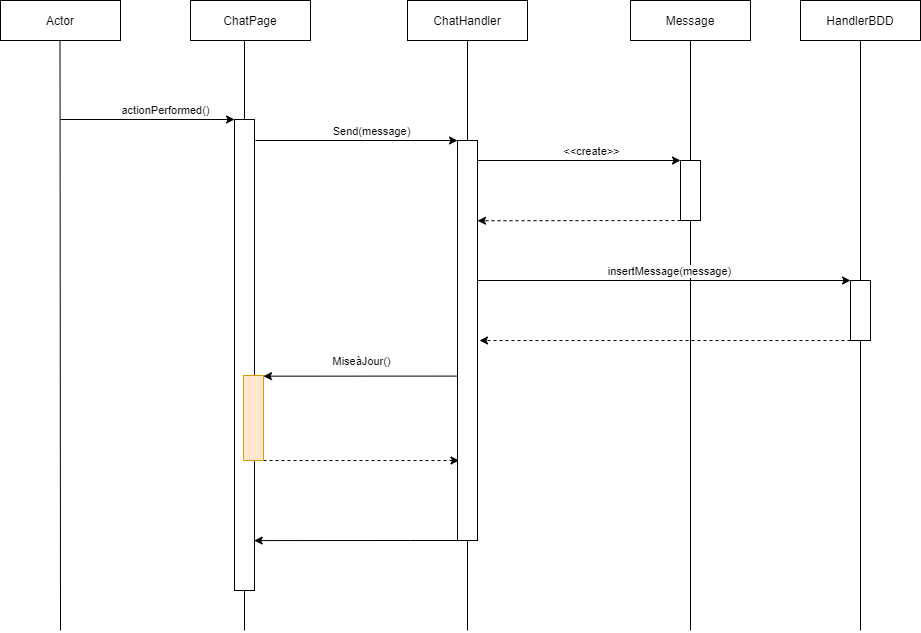 Actor
ChatPage
ChatHandler
Message
HandlerBDD
actionPerformed()
Send(message)
<<create>>
insertMessage(message)
MiseàJour()